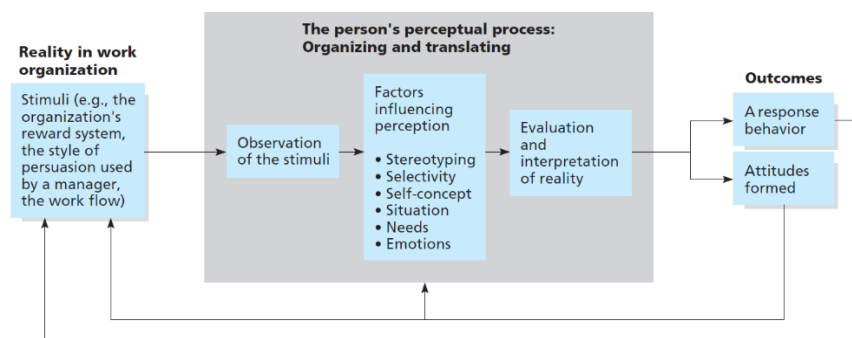 The person's perceptual process:
Organizing and translating
Reality in work
organization
Stimuli (e.g., the
organization's
reward system,
the style of
persuasion used
by a manager,
the work flow)
Observation
of the stimuli
Factors
influencing
perception
• Stereotyping
• Selectivity
• Self-concept
• Situation
• Needs
• Emotions
Evaluation
and
interpretation
of reality
Outcomes
A response
behavior
Attitudes
formed